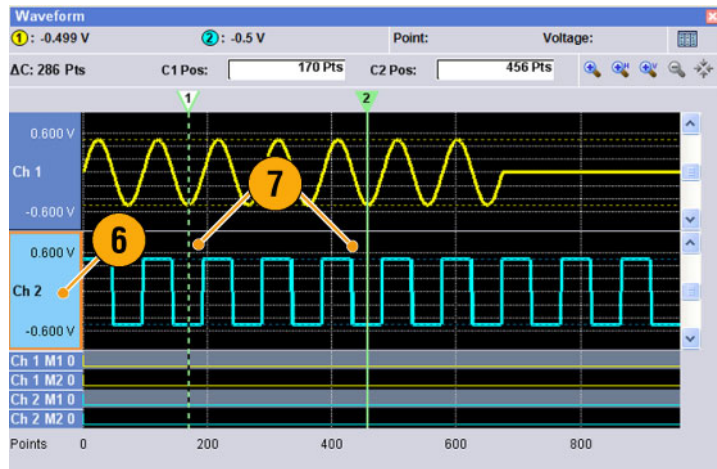 Waveform
1: -0.499 V 2: -0.5 V Point: Voltage:
ΔC: 286 Pts C1 Pos: 170 Pts C2 Pos: 456 Pts
1 2
0.600 V
Ch 1
-0.600 V
7
6
0.600 V
Ch 2
-0.600 V
Ch 1 M1 0
Ch 1 M2 0
Ch 2 M1 0
Ch 2 M2 0
Points 0 200 400 600 800